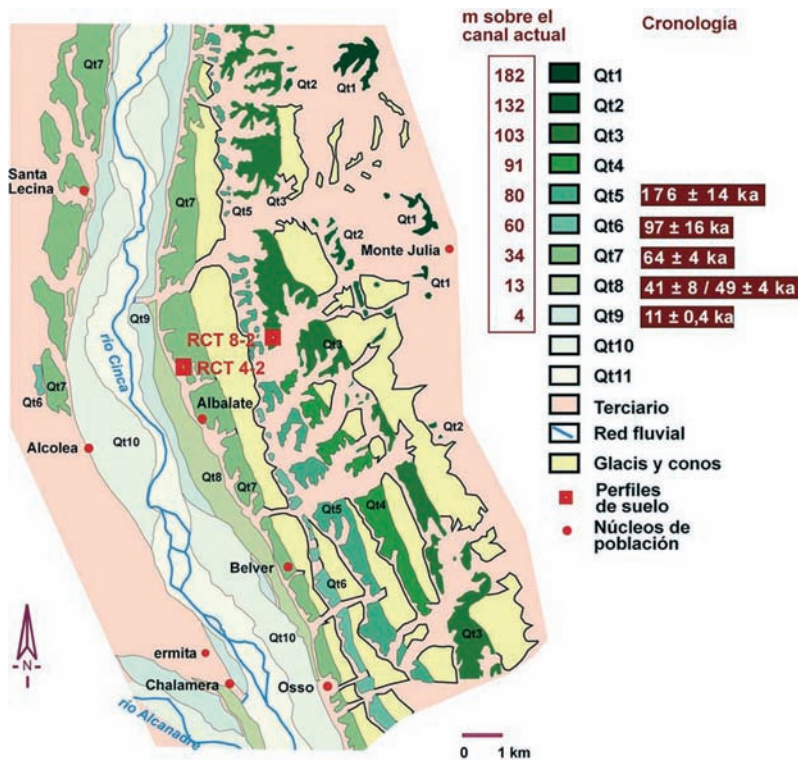 m sobre el
canal actual
Cronología
182 Qt1
132 Qt2
103 Qt3
91 Qt4
80 Qt5 176 ± 14 ka
60 Qt6 97 ± 16 ka
34 Qt7 64 ± 4 ka
13 Qt8 41 ± 8 / 49 ± 4 ka
4 Qt9 11 ± 0,4 ka
Qt10
Qt11
Terciario
Red fluvial
Glacis y conos
Perfiles
de suelo
Núcleos de
población
Qt7
Qt2
Qt1
Santa
Lecina
Qt7
Qt5
Qt3
Qt1
Qt2
Monte Julia
Qt1
Qt9
río Cinca
RCT 8-2
Qt3
RCT 4-2
Qt7
Qt6
Albalate
Qt2
Alcolea
Qt10
Qt8
Qt7
Qt5
Qt4
Belver
Qt6
Qt10
Qt3
ermita
Chalamera
Osso
río Alcanadre
N
0 1 km